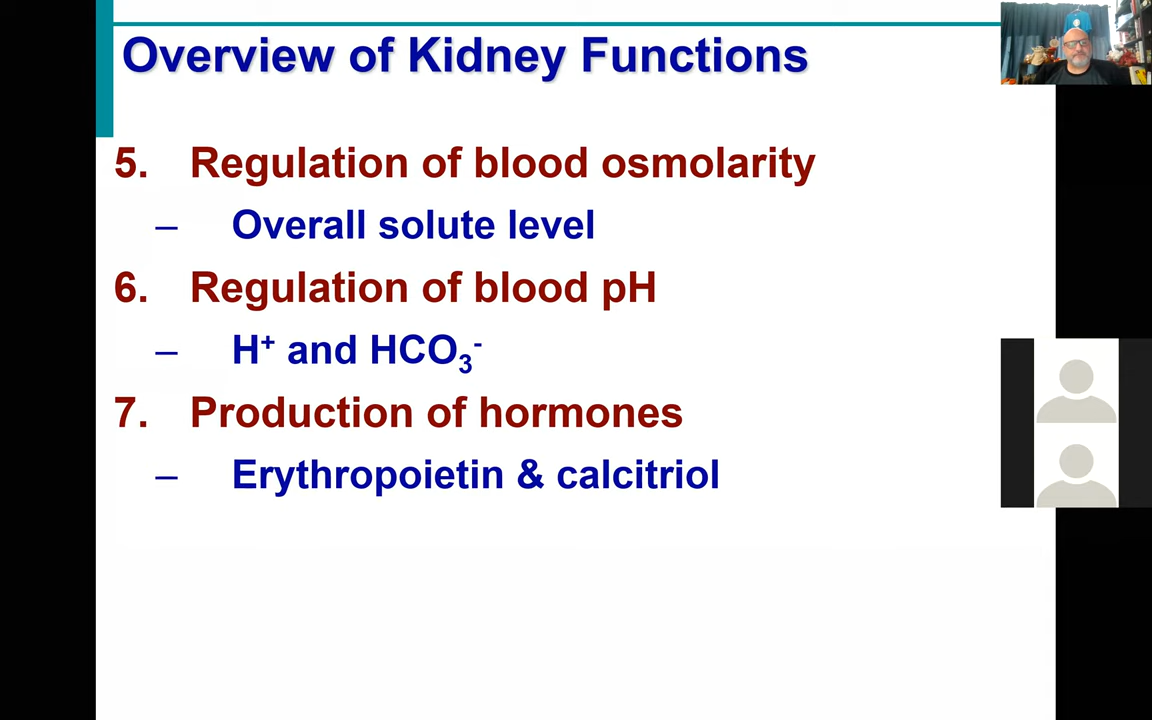 Overview of Kidney Functions
5. Regulation of blood osmolarity
– Overall solute level
6. Regulation of blood pH
– H⁺ and HCO₃⁻
7. Production of hormones
– Erythropoietin & calcitriol